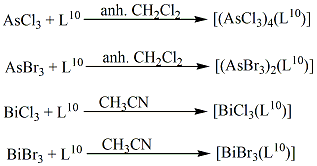 AsCl₃ + L¹⁰ anh. CH₂Cl₂ [(AsCl₃)₄(L¹⁰)]
AsBr₃ + L¹⁰ anh. CH₂Cl₂ [(AsBr₃)₂(L¹⁰)]
BiCl₃ + L¹⁰ CH₃CN [BiCl₃(L¹⁰)]
BiBr₃ + L¹⁰ CH₃CN [BiBr₃(L¹⁰)]